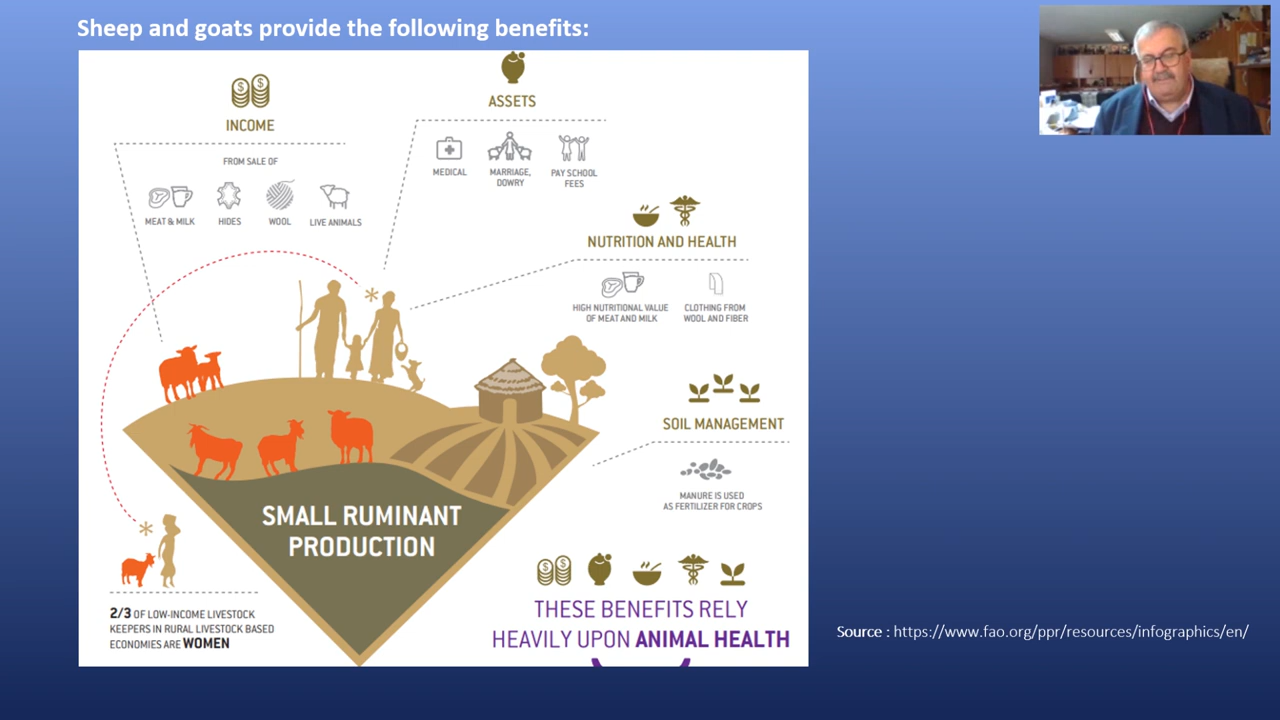 Sheep and goats provide the following benefits:
INCOME
FROM SALE OF
MEAT & MILK
HIDES
WOOL
LIVE ANIMALS
ASSETS
MEDICAL
MARRIAGE,
DOWRY
PAY SCHOOL
FEES
NUTRITION AND HEALTH
HIGH NUTRITIONAL VALUE
OF MEAT AND MILK
CLOTHING FROM
WOOL AND FIBER
SOIL MANAGEMENT
MANURE IS USED
AS FERTILIZER FOR CROPS
SMALL RUMINANT
PRODUCTION
2/3 OF LOW-INCOME LIVESTOCK
KEEPERS IN RURAL LIVESTOCK BASED
ECONOMIES ARE WOMEN
THESE BENEFITS RELY
HEAVILY UPON ANIMAL HEALTH
Source : https://www.fao.org/ppr/resources/infographics/en/